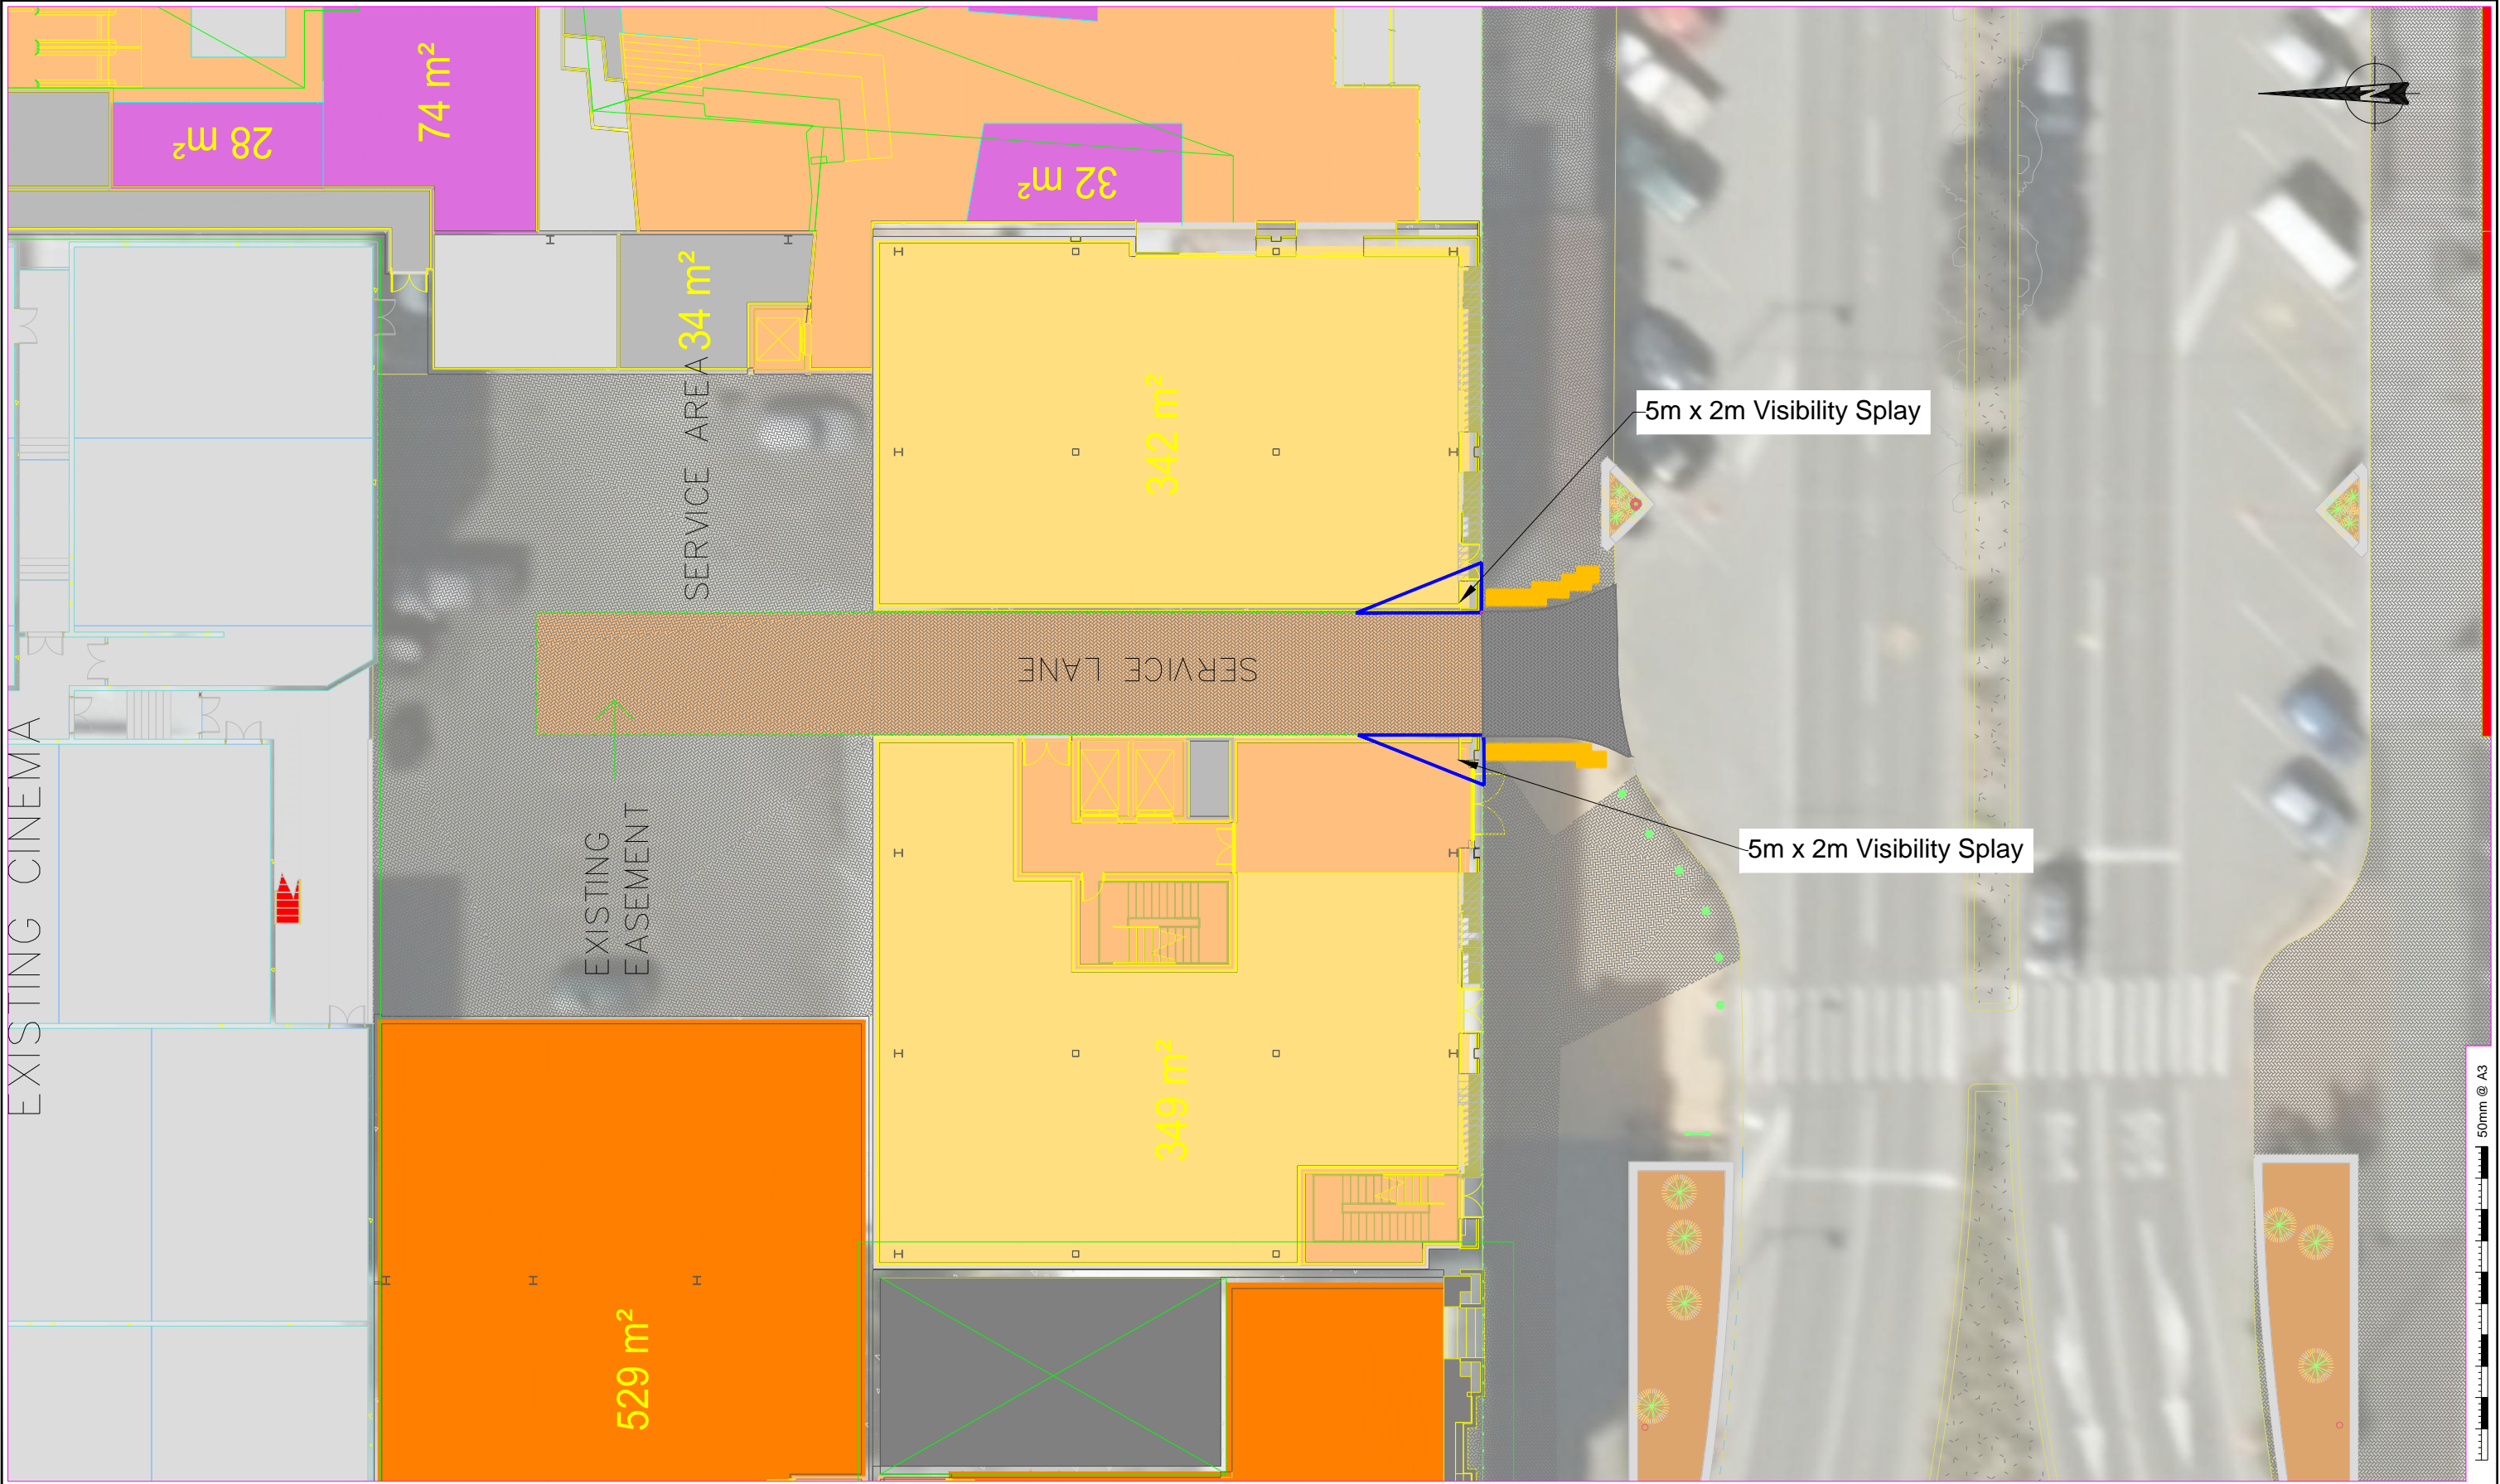 74 m²
28 m²
32 m²
34 m²
SERVICE AREA
342 m²
5m x 2m Visibility Splay
SERVICE LANE
EXISTING CINEMA
EXISTING
EASEMENT
5m x 2m Visibility Splay
349 m²
529 m²
50mm @ A3